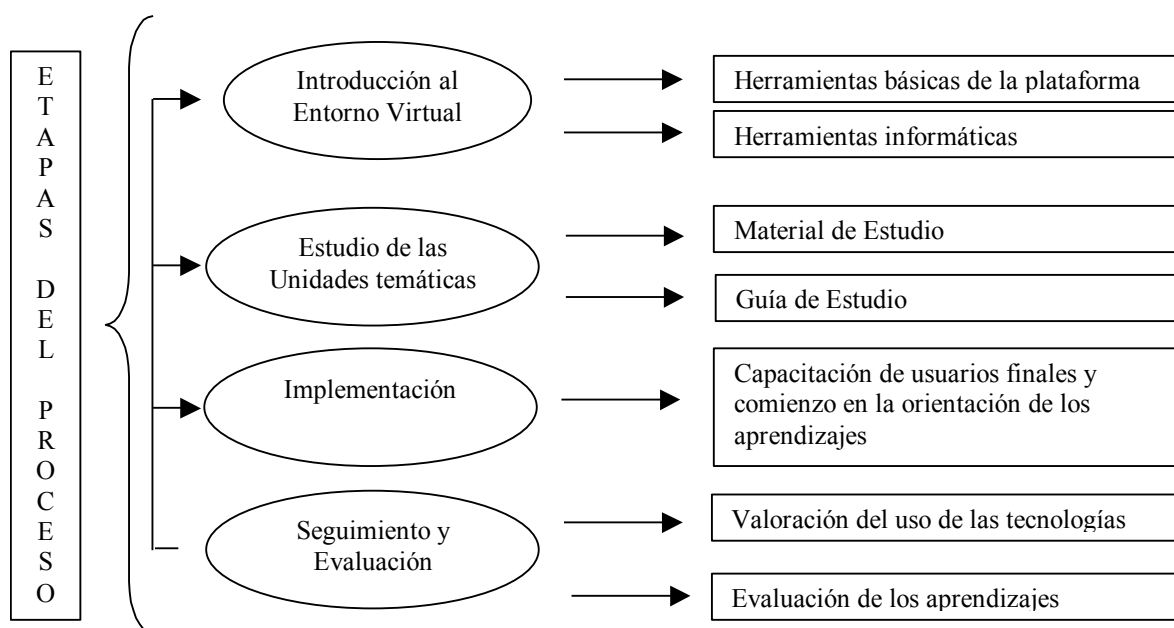 ETAPAS DEL PROCESO
Introducción al
Entorno Virtual
Herramientas básicas de la plataforma
Herramientas informáticas
Estudio de las
Unidades temáticas
Material de Estudio
Guía de Estudio
Implementación
Capacitación de usuarios finales y
comienzo en la orientación de los
aprendizajes
Seguimiento y
Evaluación
Valoración del uso de las tecnologías
Evaluación de los aprendizajes